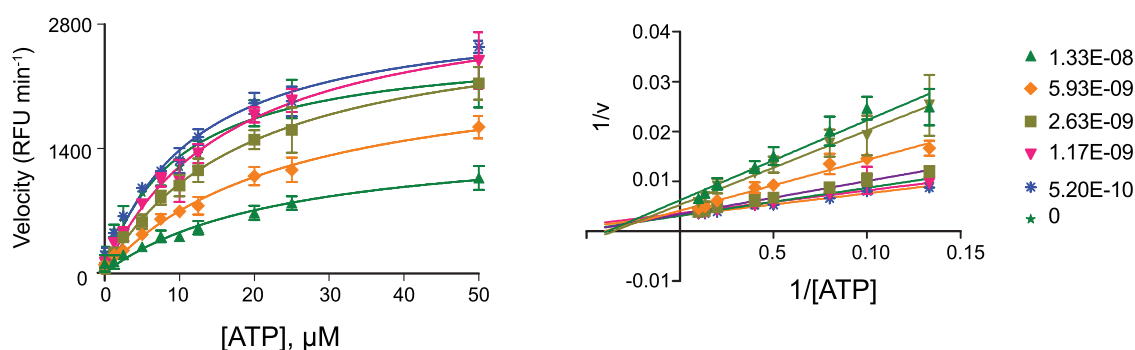 2800
1400
0
Velocity (RFU min-1)
0
10
20
30
40
50
[ATP], µM
0.04
0.03
0.02
0.01
-0.01
1/v
0.5
0.10
0.15
1/[ATP]
1.33E-08
5.93E-09
2.63E-09
1.17E-09
5.20E-10
0